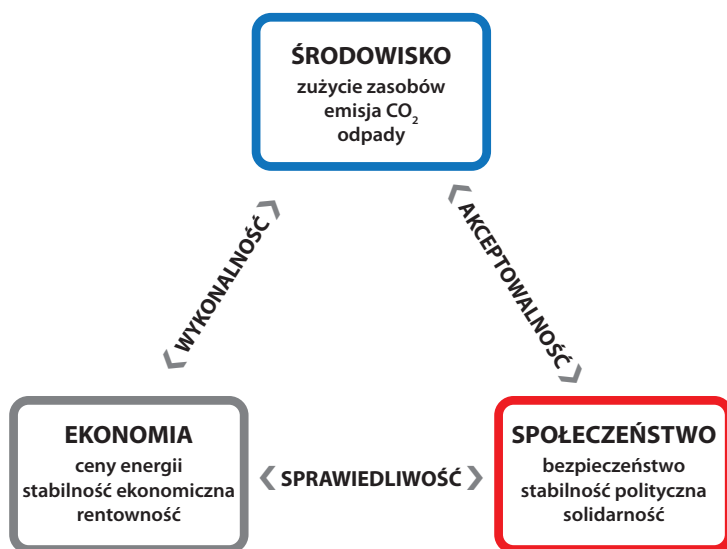 ŚRODOWISKO
zużycie zasobów
emisja CO₂
odpady
WYKONALNOŚĆ
AKCEPTOWALNOŚĆ
EKONOMIA
ceny energii
stabilność ekonomiczna
rentowność
SPRAWIEDLIWOŚĆ
SPOŁECZEŃSTWO
bezpieczeństwo
stabilność polityczna
solidarność